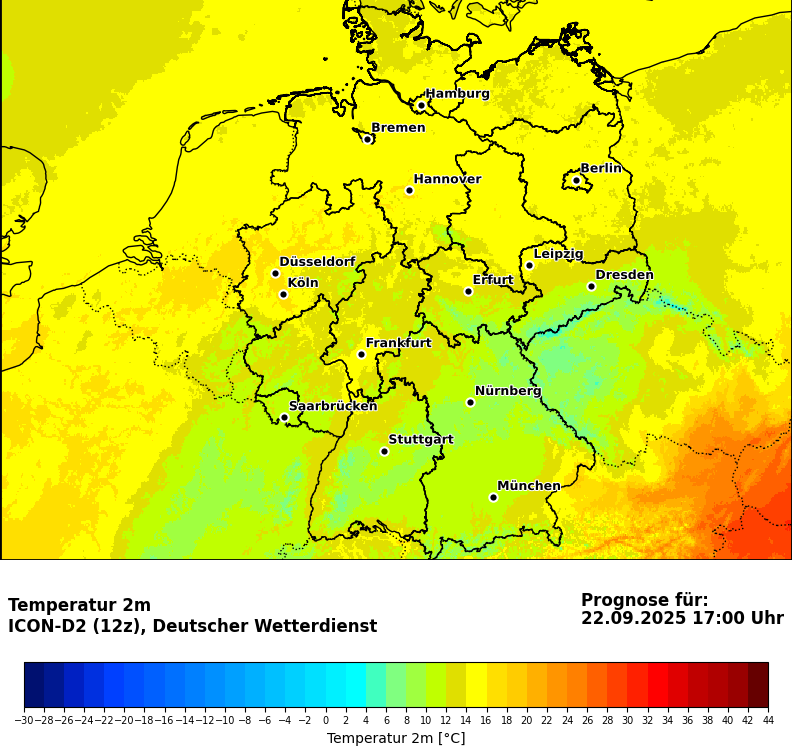 Hamburg
Bremen
Berlin
Hannover
Leipzig
Düsseldorf
Dresden
Köln
Erfurt
Frankfurt
Nürnberg
Saarbrücken
Stuttgart
München
Temperatur 2m
ICON-D2 (12z), Deutscher Wetterdienst
Prognose für:
22.09.2025 17:00 Uhr
−30 −28 −26 −24 −22 −20 −18 −16 −14 −12 −10 −8 −6 −4 −2 0 2 4 6 8 10 12 14 16 18 20 22 24 26 28 30 32 34 36 38 40 42 44
Temperatur 2m [°C]